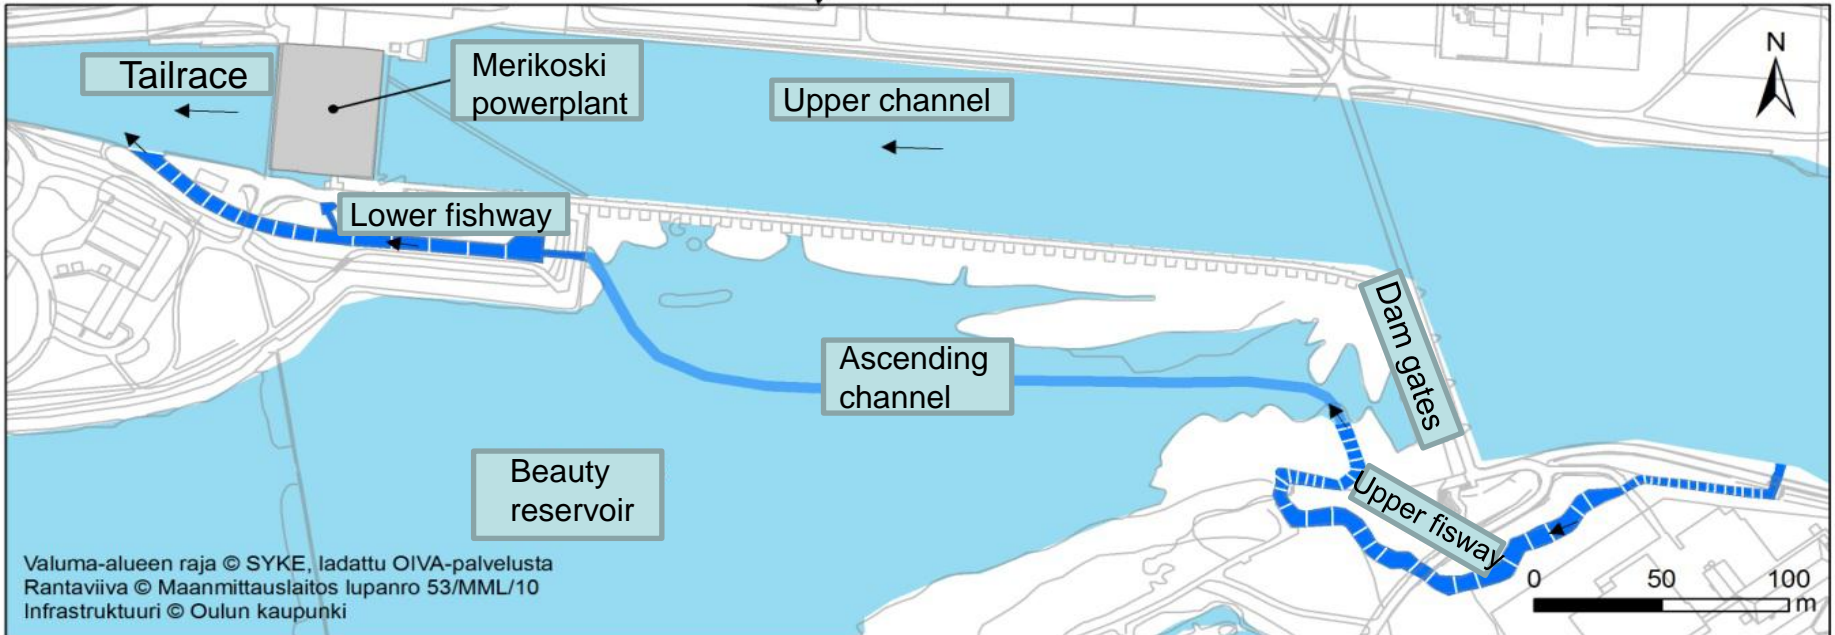 N
Tailrace
Merikoski
powerplant
Upper channel
Lower fishway
Dam gates
Ascending
channel
Beauty
reservoir
Upper fisway
Valuma-alueen raja © SYKE, ladattu OIVA-palvelusta
Rantaviiva © Maanmittauslaitos lupanro 53/MML/10
Infrastruktuuri © Oulun kaupunki
0 50 100
m